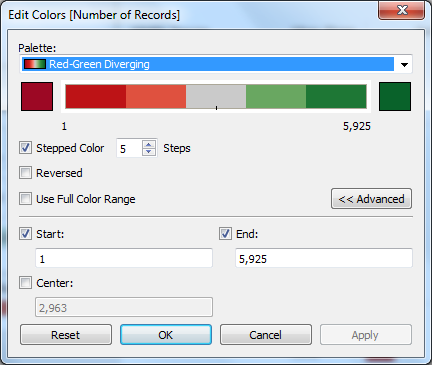 Edit Colors [Number of Records]
Palette:
Red-Green Diverging
1 5,925
Stepped Color 5 Steps
Reversed
Use Full Color Range << Advanced
Start: End:
1 5,925
Center:
2,963
Reset OK Cancel Apply